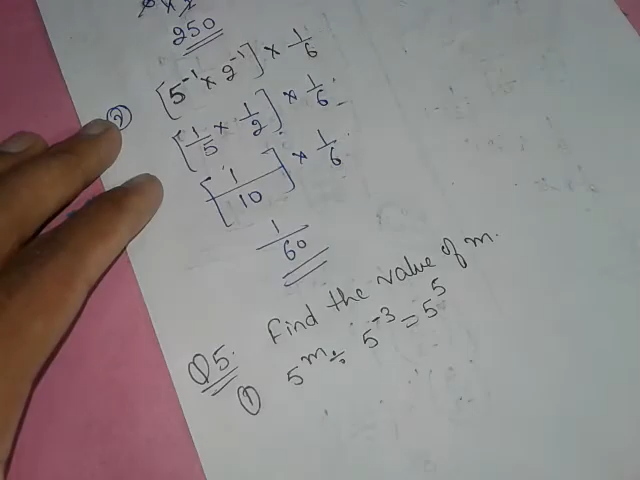 250
② [5⁻¹ × 2⁻¹] × 1/6
[1/5 × 1/2] × 1/6
[1/10] × 1/6
1/60
Q5. Find the value of m.
① 5ᵐ ÷ 5⁻³ = 5⁵